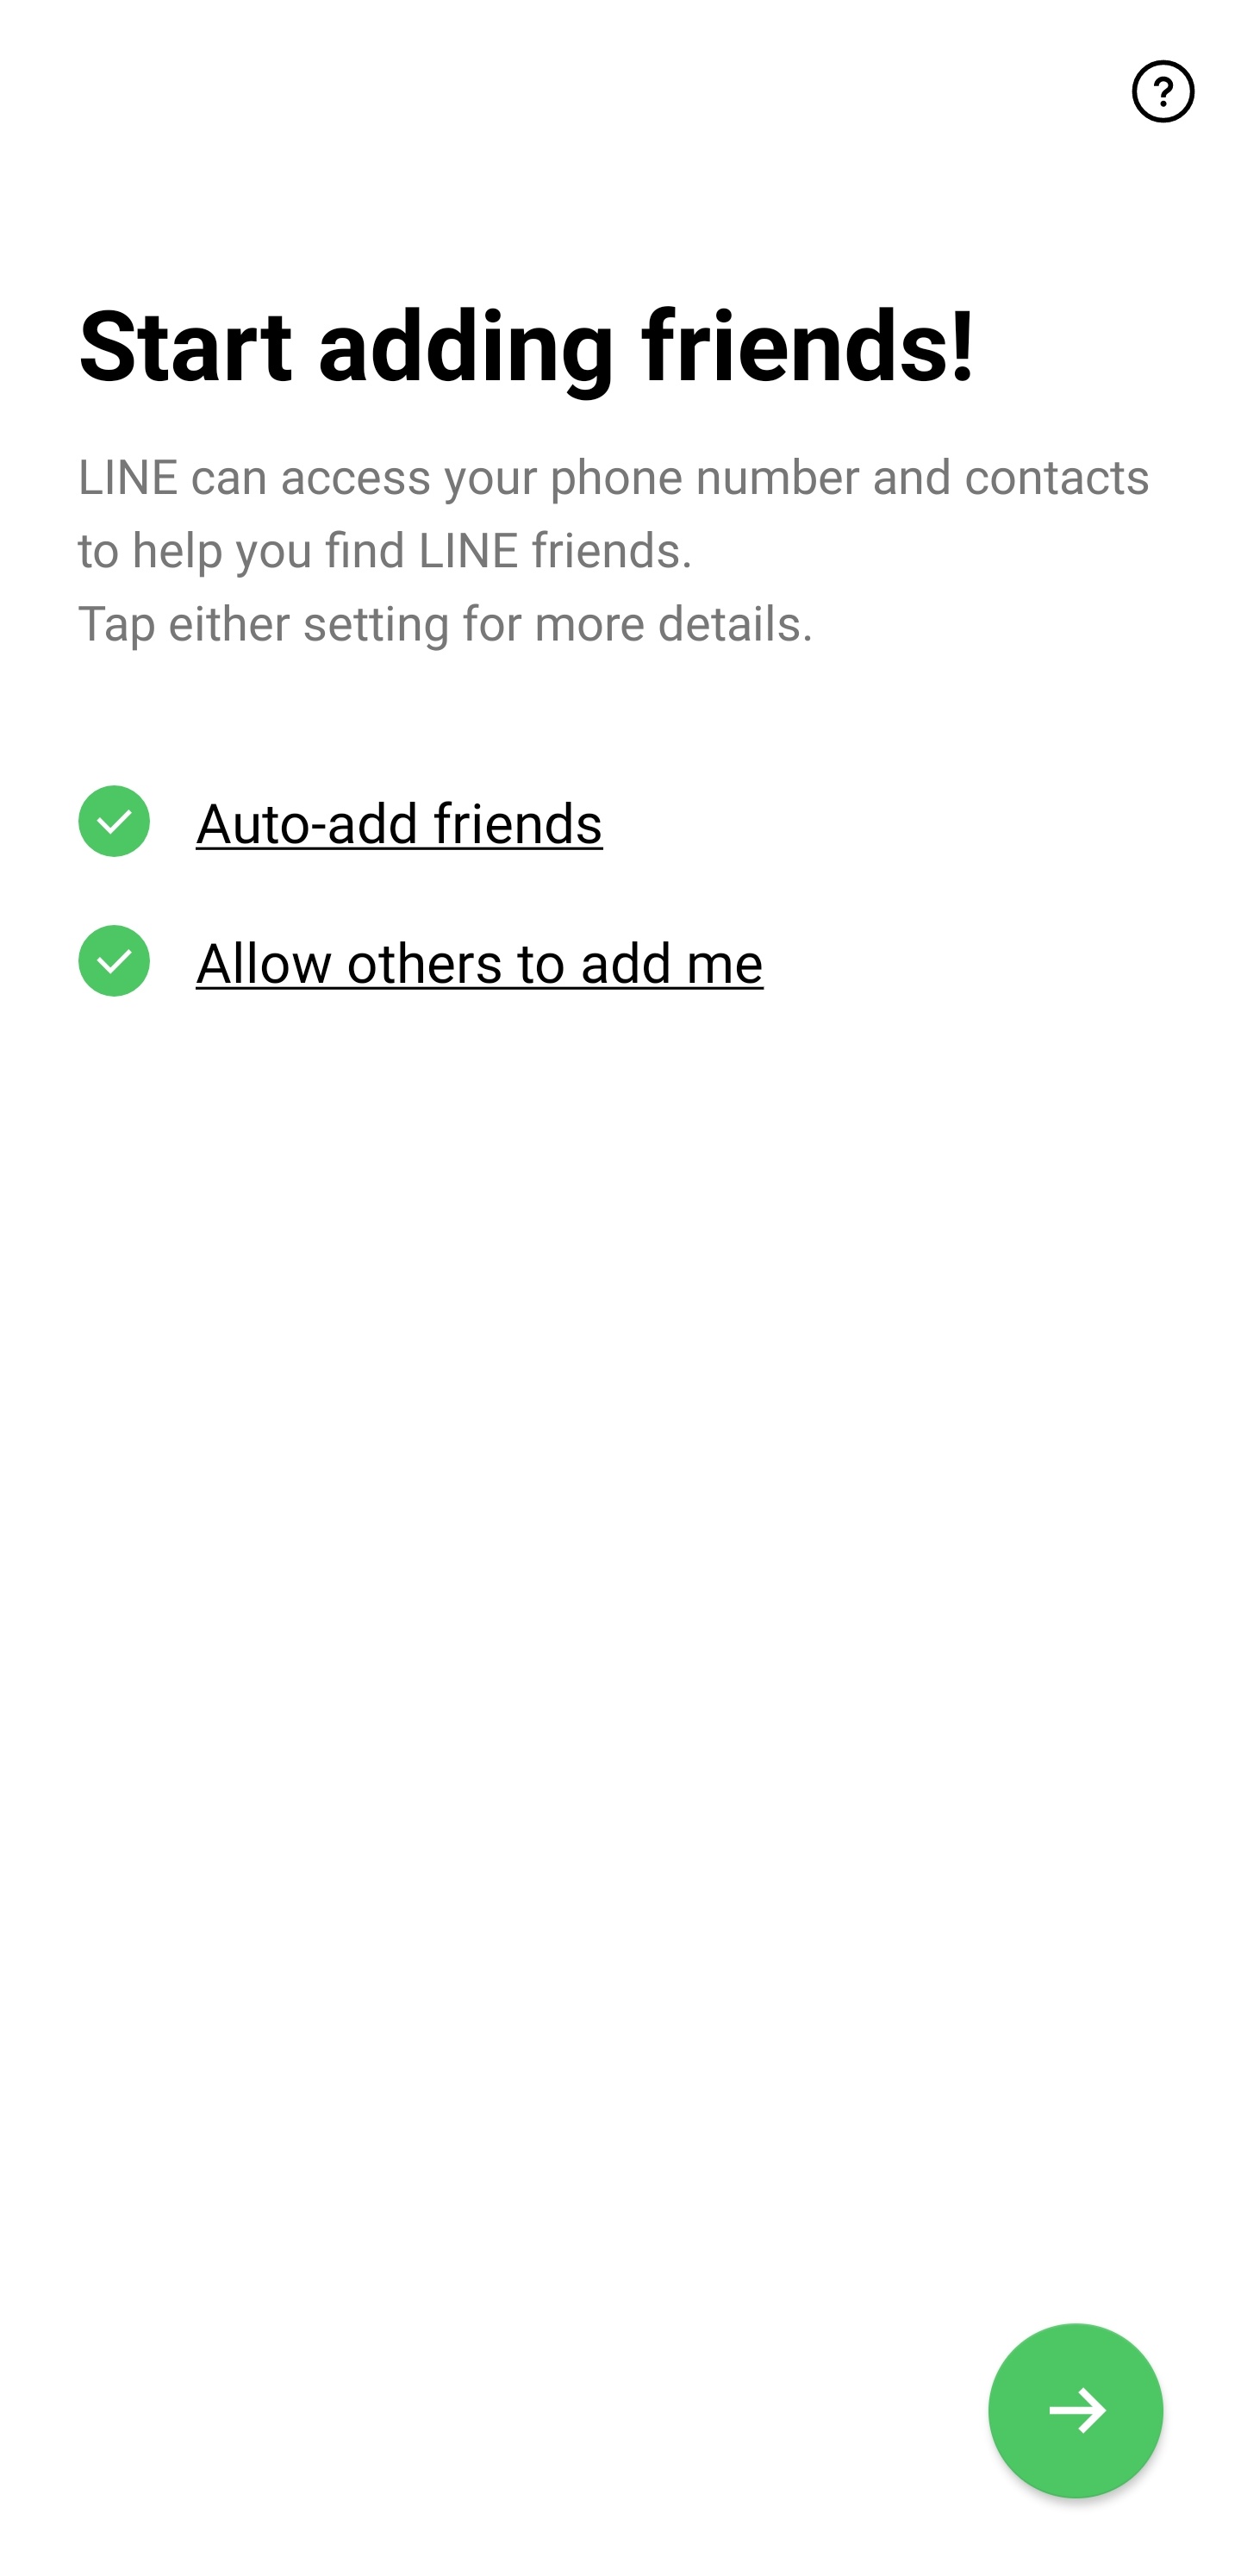 ?
Start adding friends!
LINE can access your phone number and contacts
to help you find LINE friends.
Tap either setting for more details.
Auto-add friends
Allow others to add me